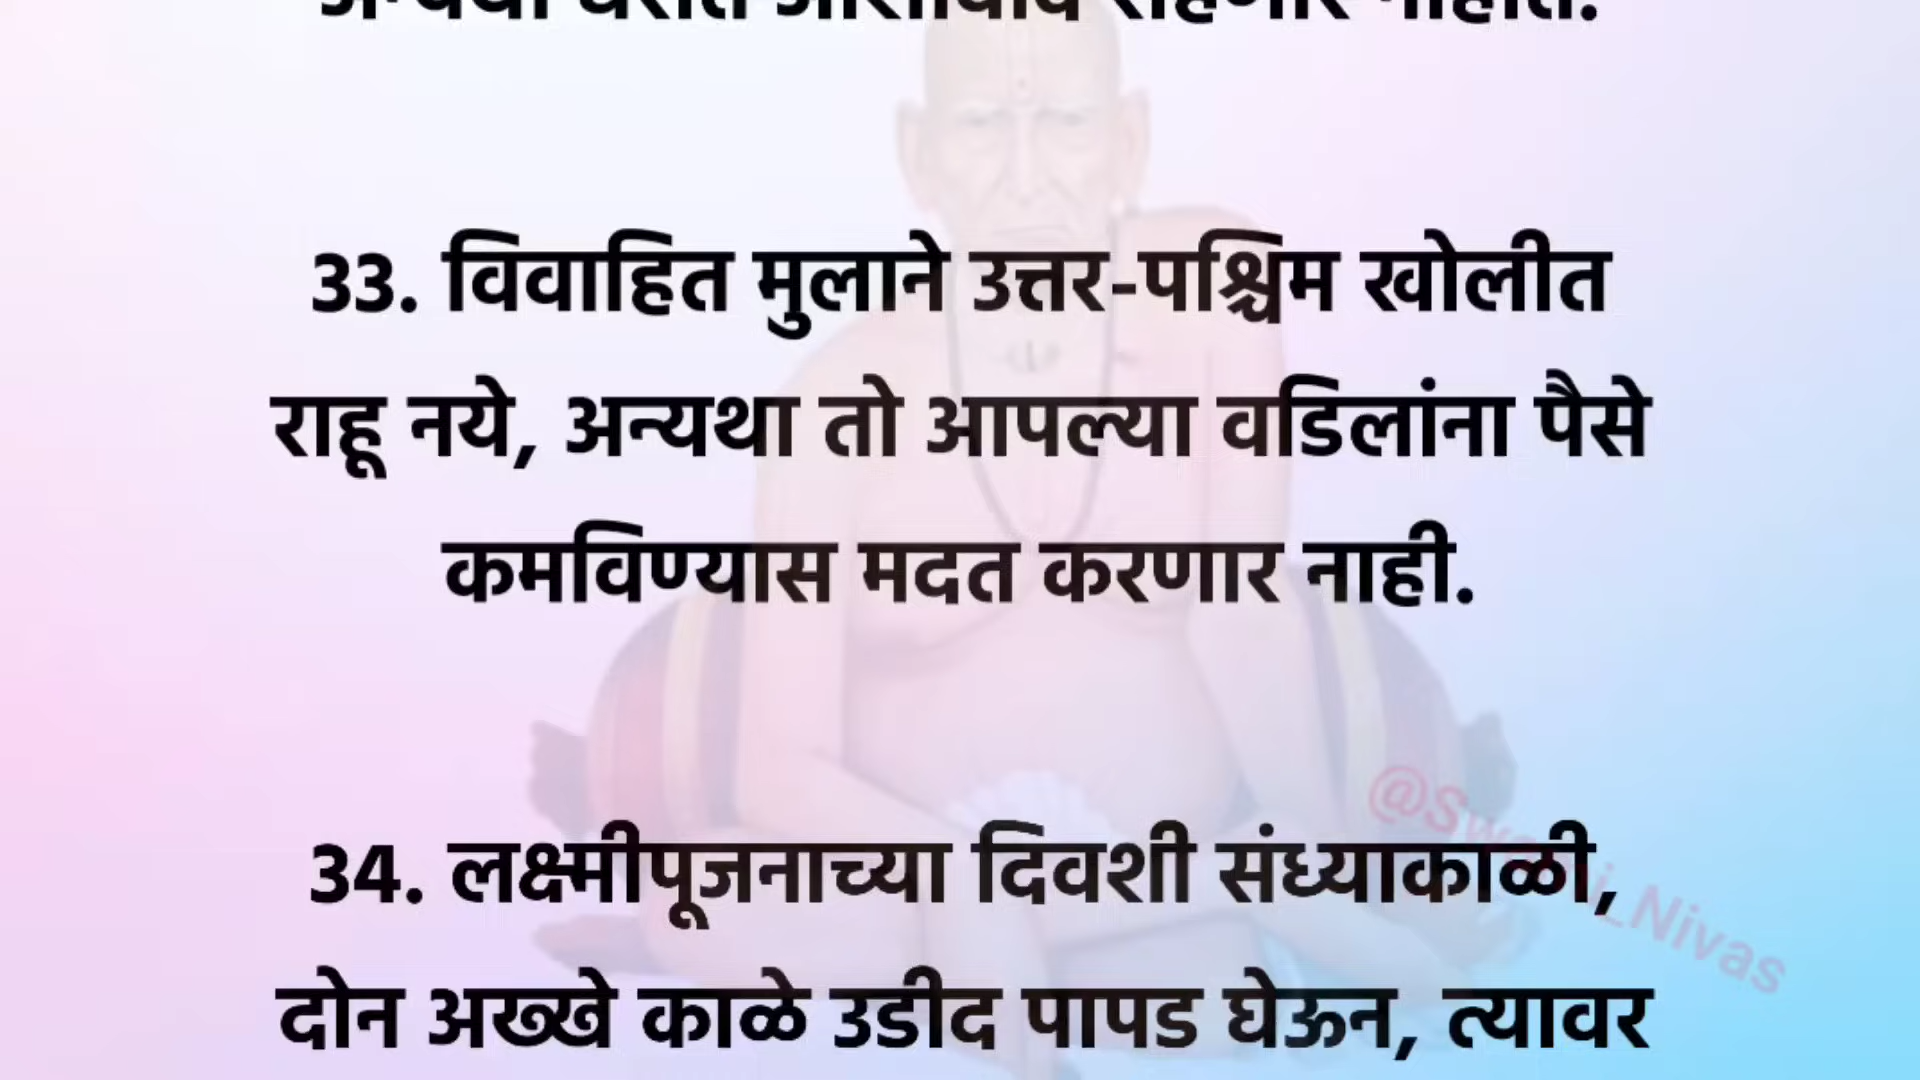 33. विवाहित मुलाने उत्तर-पश्चिम खोलीत
राहू नये, अन्यथा तो आपल्या वडिलांना पैसे
कमविण्यास मदत करणार नाही.
34. लक्ष्मीपूजनाच्या दिवशी संध्याकाळी,
दोन अख्खे काळे उडीद पापड घेऊन, त्यावर
@Swami_Nivas